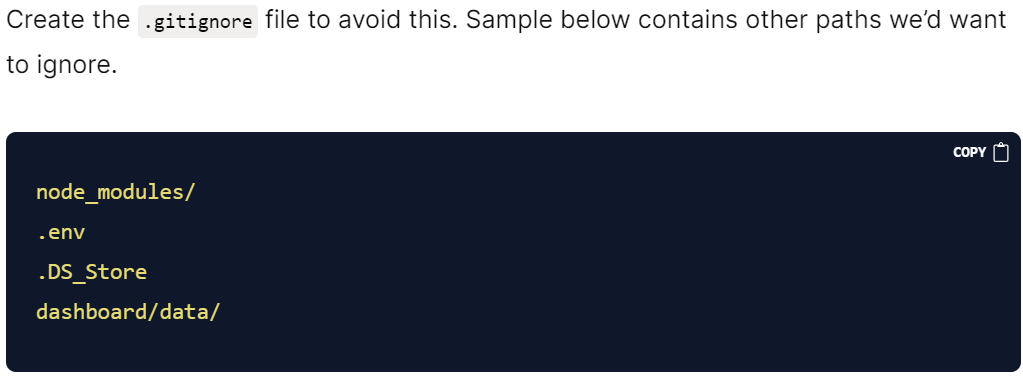 Create the .gitignore file to avoid this. Sample below contains other paths we’d want
to ignore.
COPY
node_modules/
.env
.DS_Store
dashboard/data/